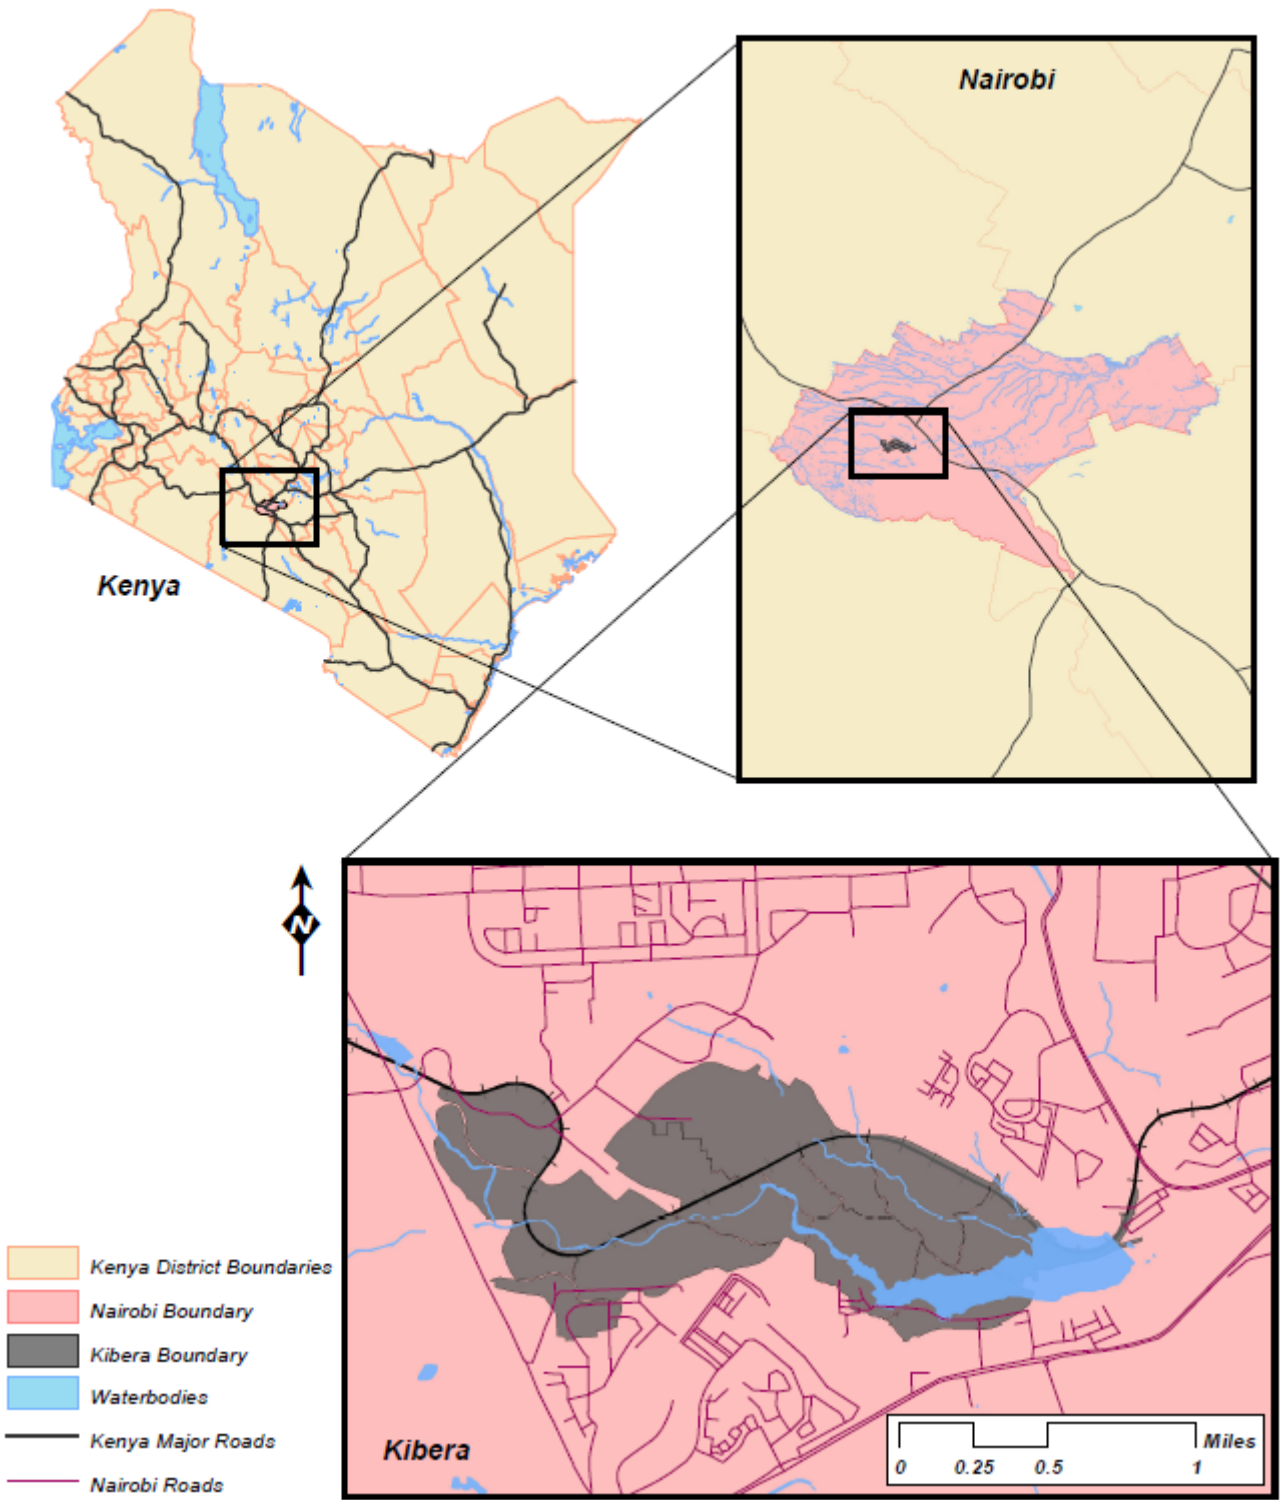 Nairobi
Kenya
N
Kenya District Boundaries
Nairobi Boundary
Kibera Boundary
Waterbodies
Kenya Major Roads
Nairobi Roads
Kibera
Miles
0 0.25 0.5 1